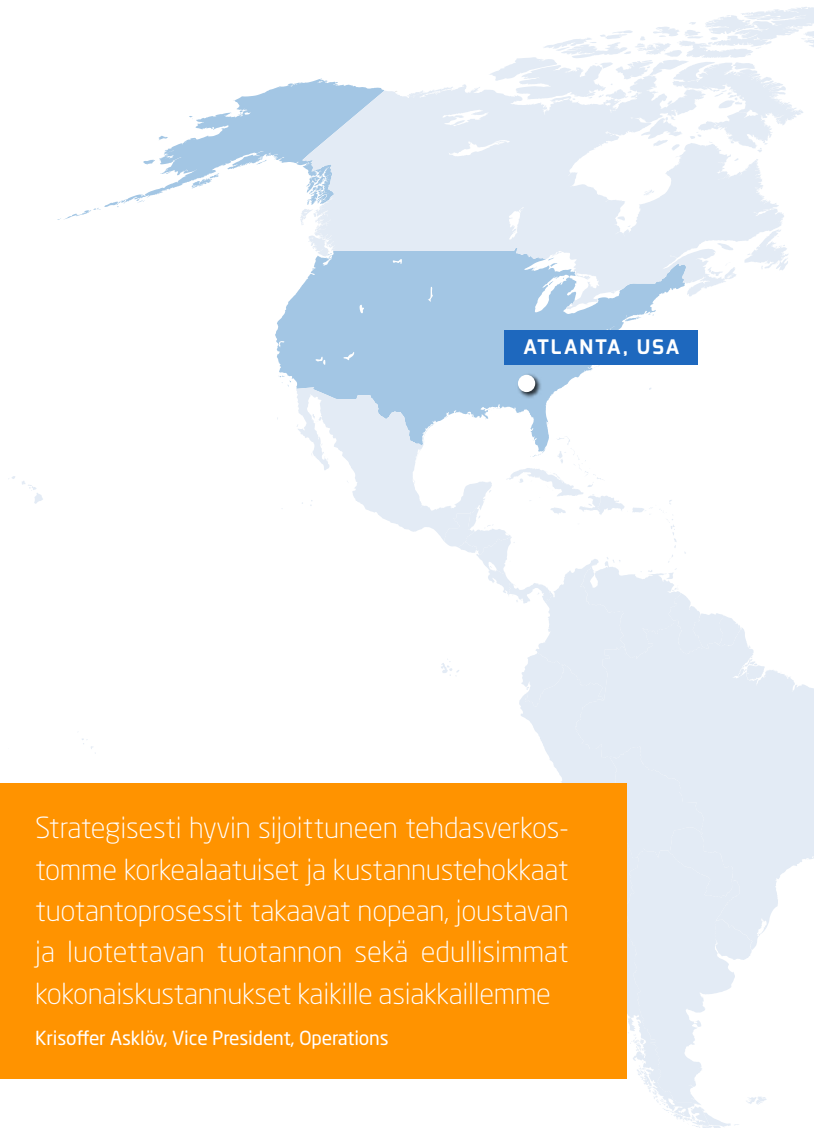 ATLANTA, USA
Strategisesti hyvin sijoittuneen tehdasverkos-
tomme korkealaatuiset ja kustannustehokkaat
tuotantoprosessit takaavat nopean, joustavan
ja luotettavan tuotannon sekä edullisimmat
kokonaiskustannukset kaikille asiakkaillemme
Krisoffer Asklöv, Vice President, Operations